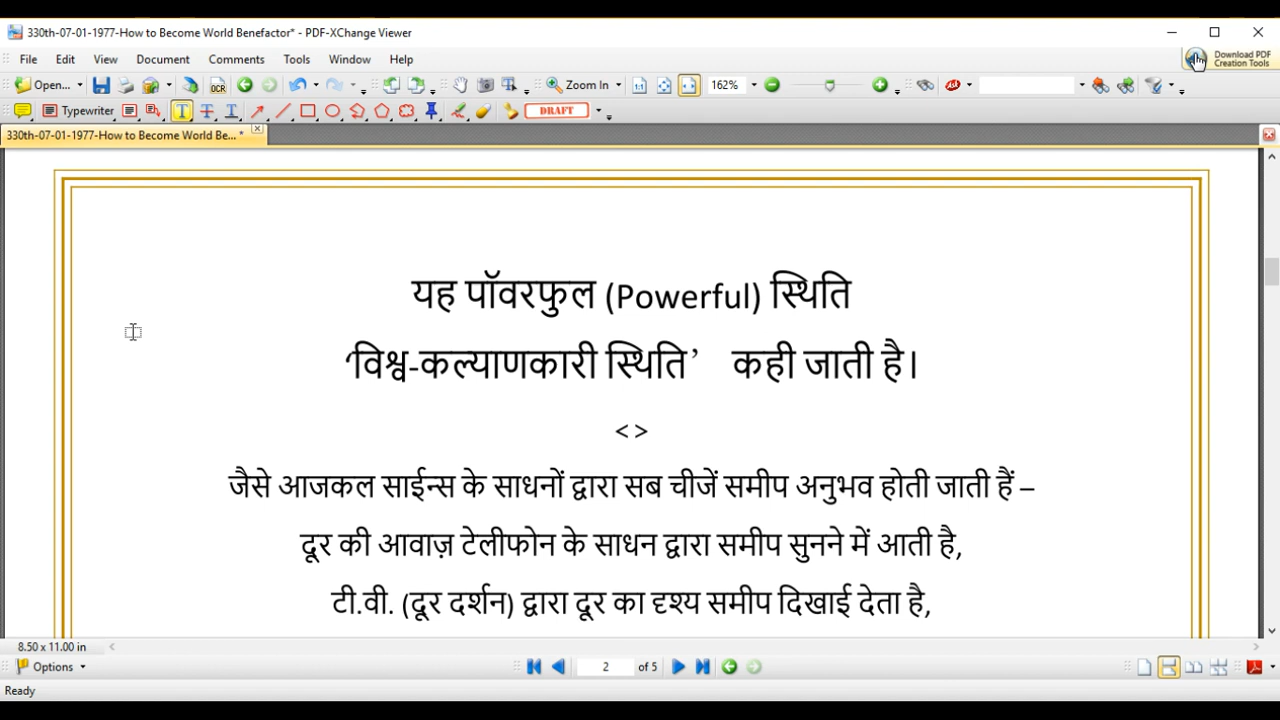 330th-07-01-1977-How to Become World Benefactor* - PDF-XChange Viewer
File Edit View Document Comments Tools Window Help
Download PDF
Creation Tools
Open... OCR Zoom In 1:1 162%
Typewriter T T T DRAFT
330th-07-01-1977-How to Become World Be... *
यह पॉवरफुल (Powerful) स्थिति
‘विश्व-कल्याणकारी स्थिति’ कही जाती है।
< >
जैसे आजकल साईन्स के साधनों द्वारा सब चीजें समीप अनुभव होती जाती हैं –
दूर की आवाज़ टेलीफोन के साधन द्वारा समीप सुनने में आती है,
टी.वी. (दूर दर्शन) द्वारा दूर का दृश्य समीप दिखाई देता है,
8.50 x 11.00 in
Options 2 of 5
Ready